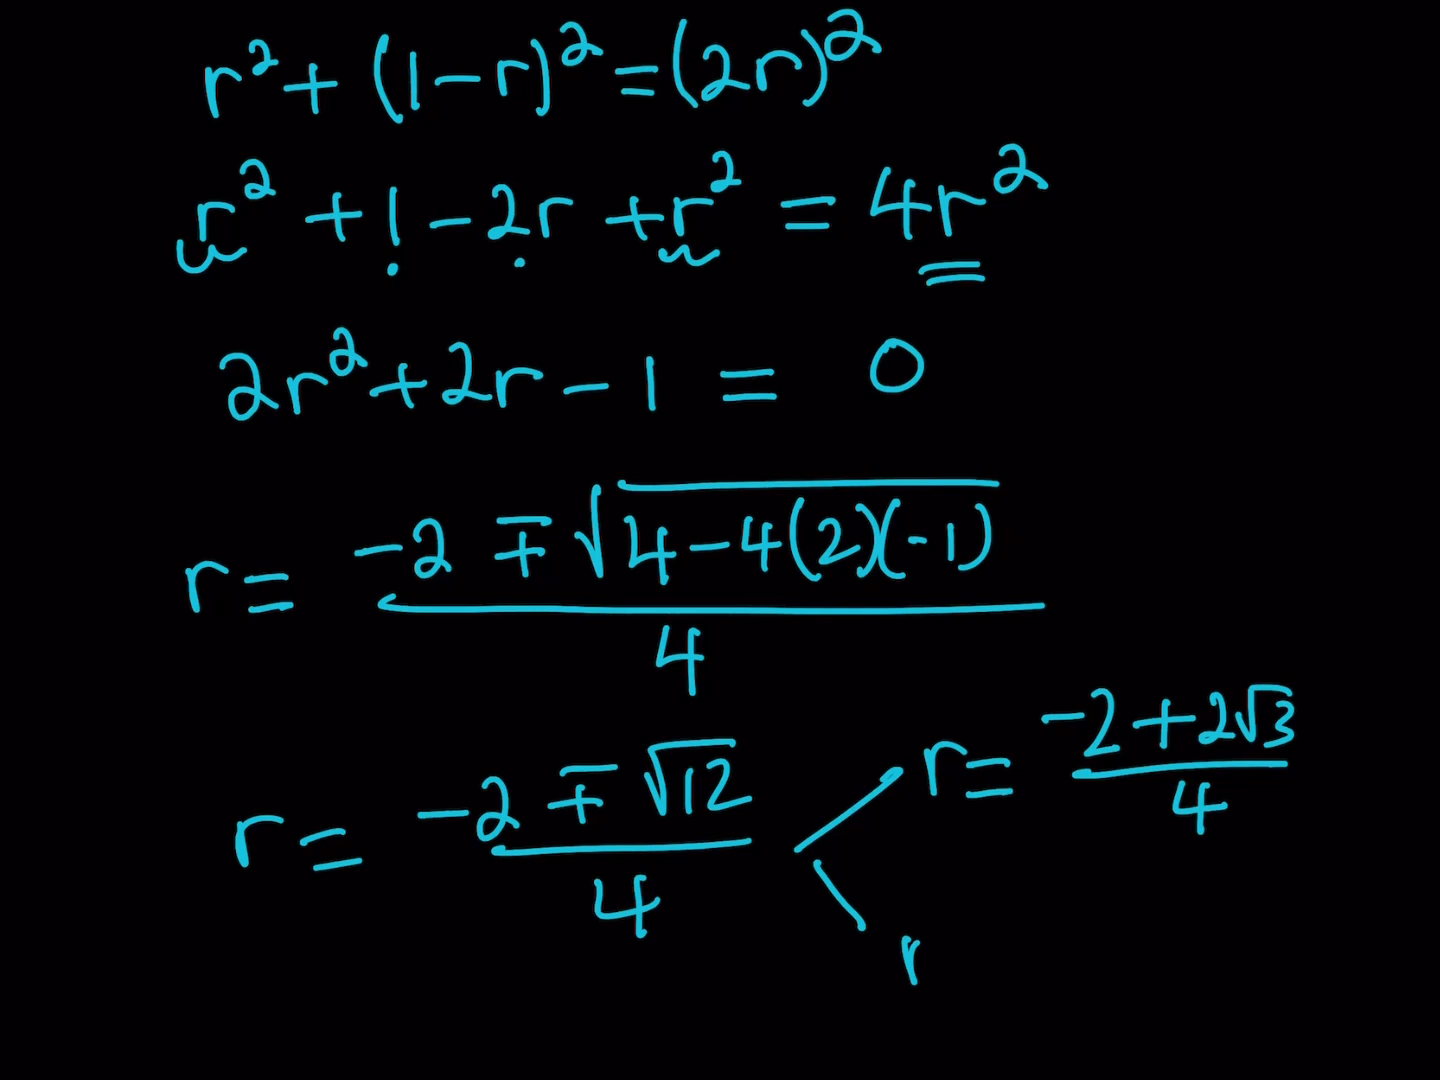 r² + (1 - r)² = (2r)²
r² + 1 - 2r + r² = 4r²
2r² + 2r - 1 = 0
r = (-2 ∓ √(4 - 4(2)(-1))) / 4
r = (-2 ∓ √12) / 4
r = (-2 + 2√3) / 4
r